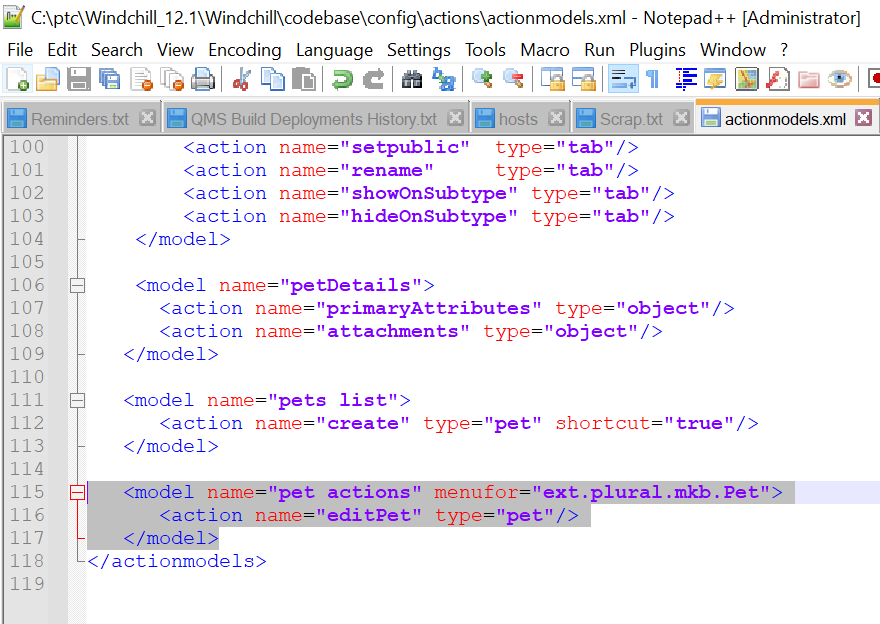 C:\ptc\Windchill_12.1\Windchill\codebase\config\actions\actionmodels.xml - Notepad++ [Administrator]
File Edit Search View Encoding Language Settings Tools Macro Run Plugins Window ?
Reminders.txt QMS Build Deployments History.txt hosts Scrap.txt actionmodels.xml
100 <action name="setpublic" type="tab"/>
101 <action name="rename" type="tab"/>
102 <action name="showOnSubtype" type="tab"/>
103 <action name="hideOnSubtype" type="tab"/>
104 </model>
105
106 <model name="petDetails">
107 <action name="primaryAttributes" type="object"/>
108 <action name="attachments" type="object"/>
109 </model>
110
111 <model name="pets list">
112 <action name="create" type="pet" shortcut="true"/>
113 </model>
114
115 <model name="pet actions" menufor="ext.plural.mkb.Pet">
116 <action name="editPet" type="pet"/>
117 </model>
118 </actionmodels>
119